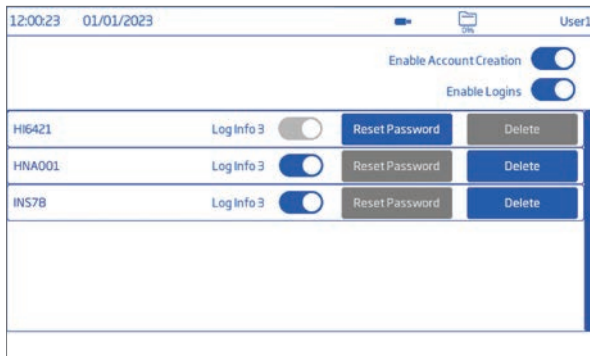 12:00:23 01/01/2023 0% User1
Enable Account Creation
Enable Logins
HI6421 Log Info 3 Reset Password Delete
HNA001 Log Info 3 Reset Password Delete
INS78 Log Info 3 Reset Password Delete